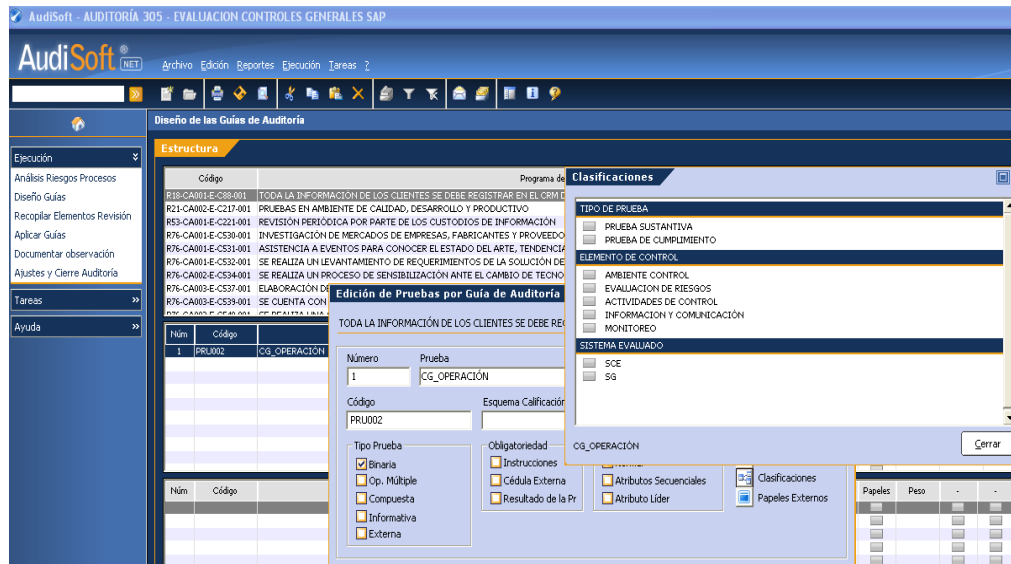 AudiSoft - AUDITORÍA 305 - EVALUACION CONTROLES GENERALES SAP
AudiSoft ® NET
Archivo Edición Reportes Ejecución Tareas ?
Diseño de las Guías de Auditoría
Estructura
Ejecución
Análisis Riesgos Procesos
Diseño Guías
Recopilar Elementos Revisión
Aplicar Guías
Documentar observación
Ajustes y Cierre Auditoría
Tareas
Ayuda
Código Programa de
R18-CA001-E-C88-001 TODA LA INFORMACIÓN DE LOS CLIENTES SE DEBE REGISTRAR EN EL CRM
R21-CA002-E-C217-001 PRUEBAS EN AMBIENTE DE CALIDAD, DESARROLLO Y PRODUCTIVO
R53-CA001-E-C221-001 REVISIÓN PERIÓDICA POR PARTE DE LOS CUSTODIOS DE INFORMACIÓN
R76-CA001-E-C530-001 INVESTIGACIÓN DE MERCADOS DE EMPRESAS, FABRICANTES Y PROVEEDO
R76-CA001-E-C531-001 ASISTENCIA A EVENTOS PARA CONOCER EL ESTADO DEL ARTE, TENDENCIA
R76-CA001-E-C532-001 SE REALIZA UN LEVANTAMIENTO DE REQUERIMIENTOS DE LA SOLUCIÓN DE
R76-CA002-E-C534-001 SE REALIZA UN PROCESO DE SENSIBILIZACIÓN ANTE EL CAMBIO DE TECNO
R76-CA003-E-C537-001 ELABORACIÓN DE
R76-CA003-E-C539-001 SE CUENTA CON
Núm Código
1 PRU002 CG_OPERACIÓN
Núm Código
Papeles Peso - -
Edición de Pruebas por Guía de Auditoría
TODA LA INFORMACIÓN DE LOS CLIENTES SE DEBE RE
Número Prueba
1 CG_OPERACIÓN
Código Esquema Calificación
PRU002
Tipo Prueba
Binaria
Op. Múltiple
Compuesta
Informativa
Externa
Obligatoriedad
Instrucciones
Cédula Externa
Resultado de la Pr
Normal
Atributos Secuenciales
Atributo Líder
Clasificaciones
Papeles Externos
Clasificaciones
TIPO DE PRUEBA
PRUEBA SUSTANTIVA
PRUEBA DE CUMPLIMIENTO
ELEMENTO DE CONTROL
AMBIENTE CONTROL
EVALUACION DE RIESGOS
ACTIVIDADES DE CONTROL
INFORMACION Y COMUNICACIÓN
MONITOREO
SISTEMA EVALUADO
SCE
SG
CG_OPERACIÓN
Cerrar